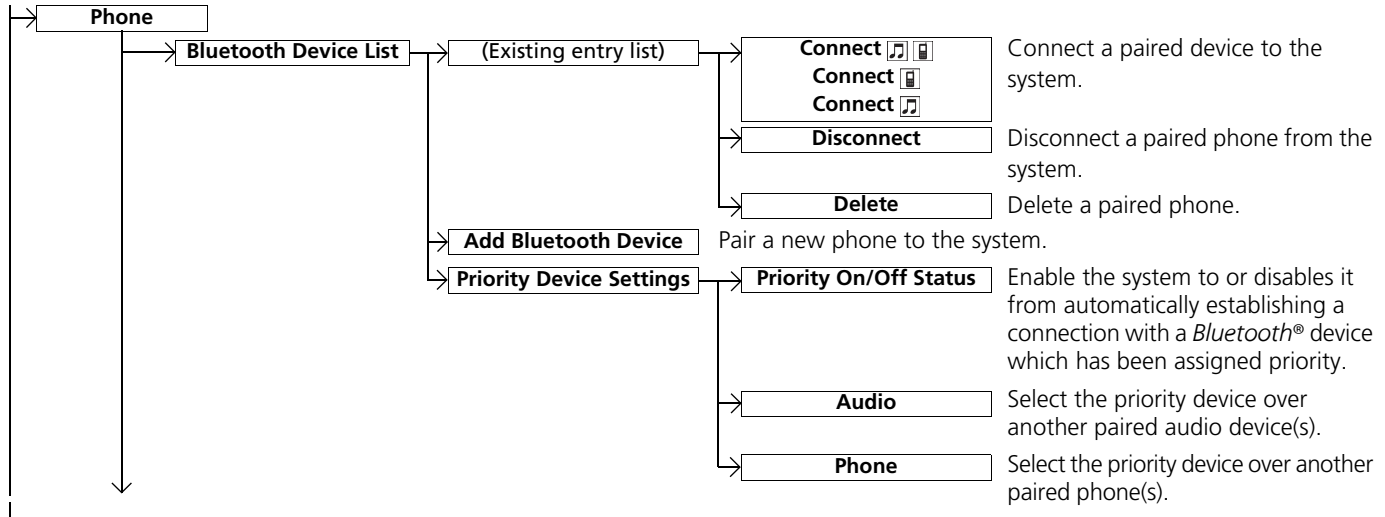 Phone
Bluetooth Device List
(Existing entry list)
Connect
Connect
Connect
Connect a paired device to the
system.
Disconnect
Disconnect a paired phone from the
system.
Delete
Delete a paired phone.
Add Bluetooth Device
Pair a new phone to the system.
Priority Device Settings
Priority On/Off Status
Enable the system to or disables it
from automatically establishing a
connection with a Bluetooth® device
which has been assigned priority.
Audio
Select the priority device over
another paired audio device(s).
Phone
Select the priority device over another
paired phone(s).